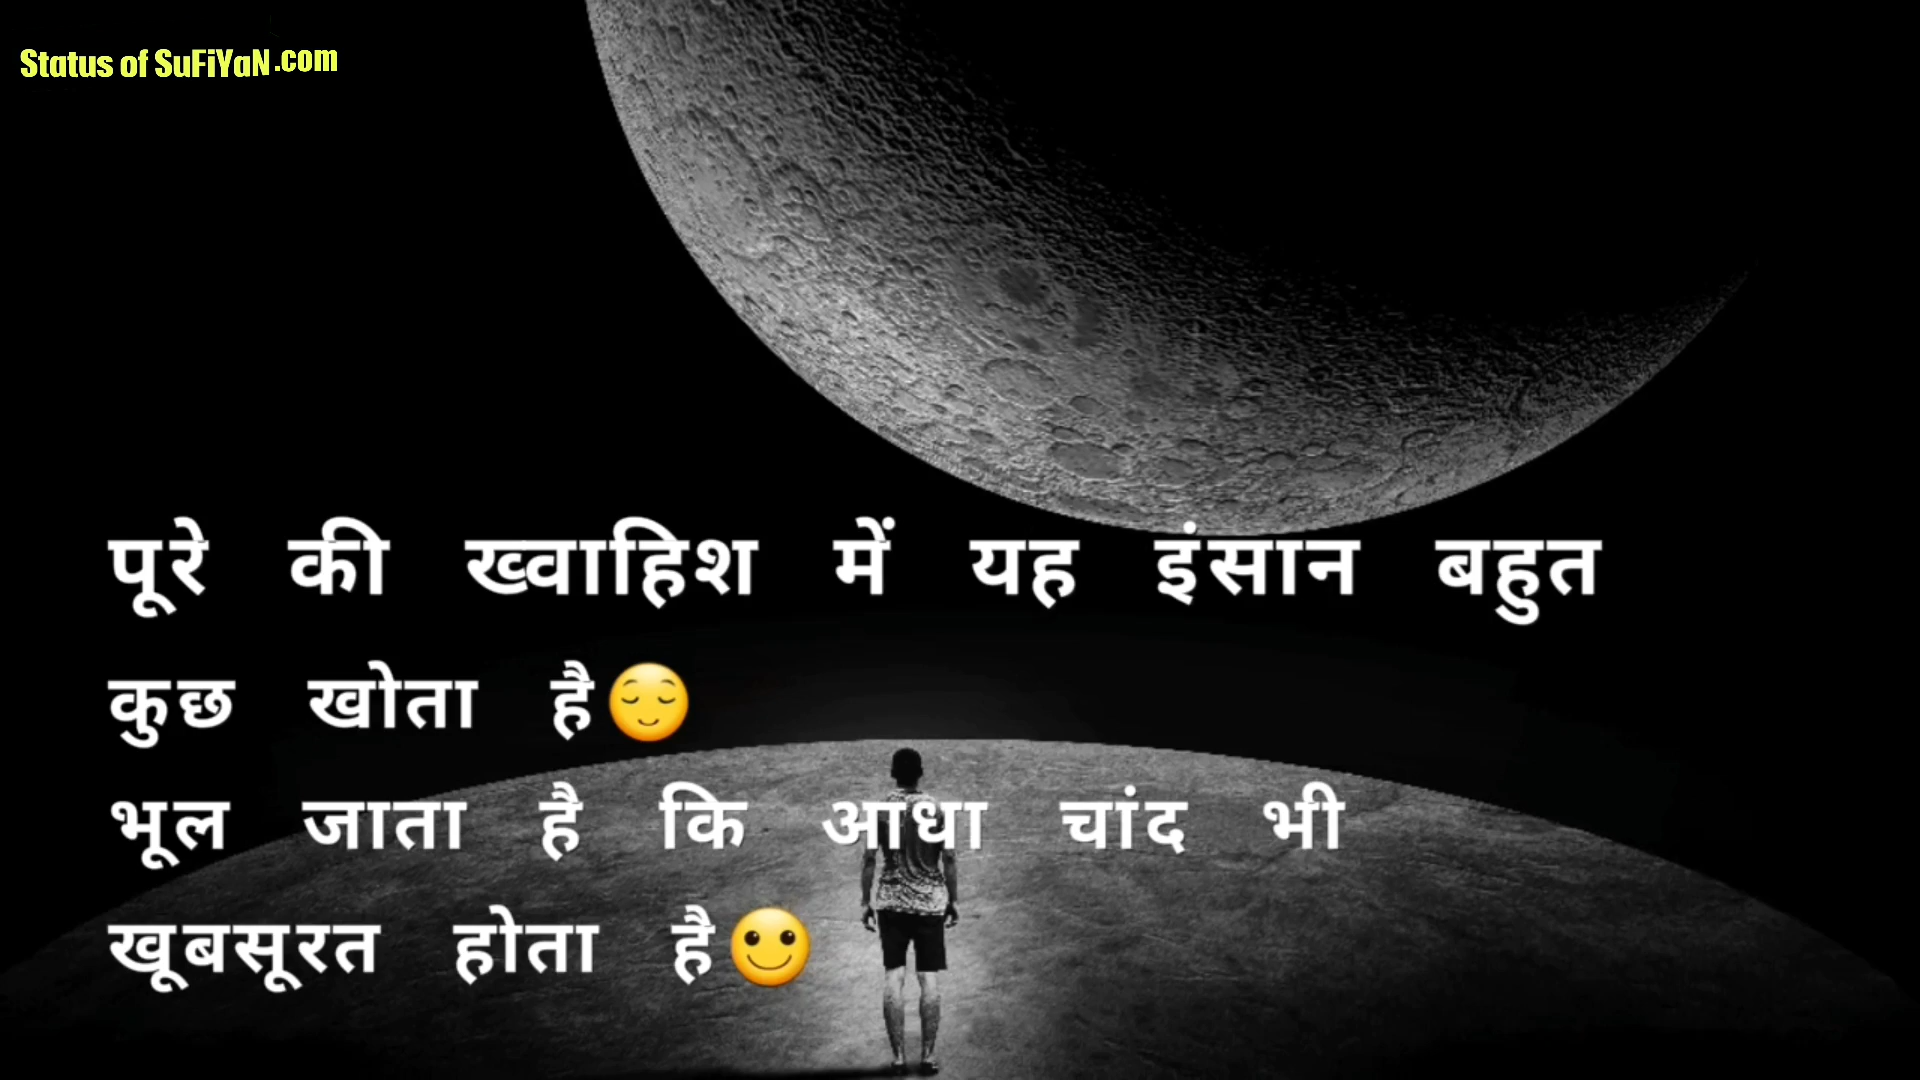 Status of SuFiYaN.com
पूरे की ख्वाहिश में यह इंसान बहुत
कुछ खोता है😌
भूल जाता है कि आधा चांद भी
खूबसूरत होता है🙂